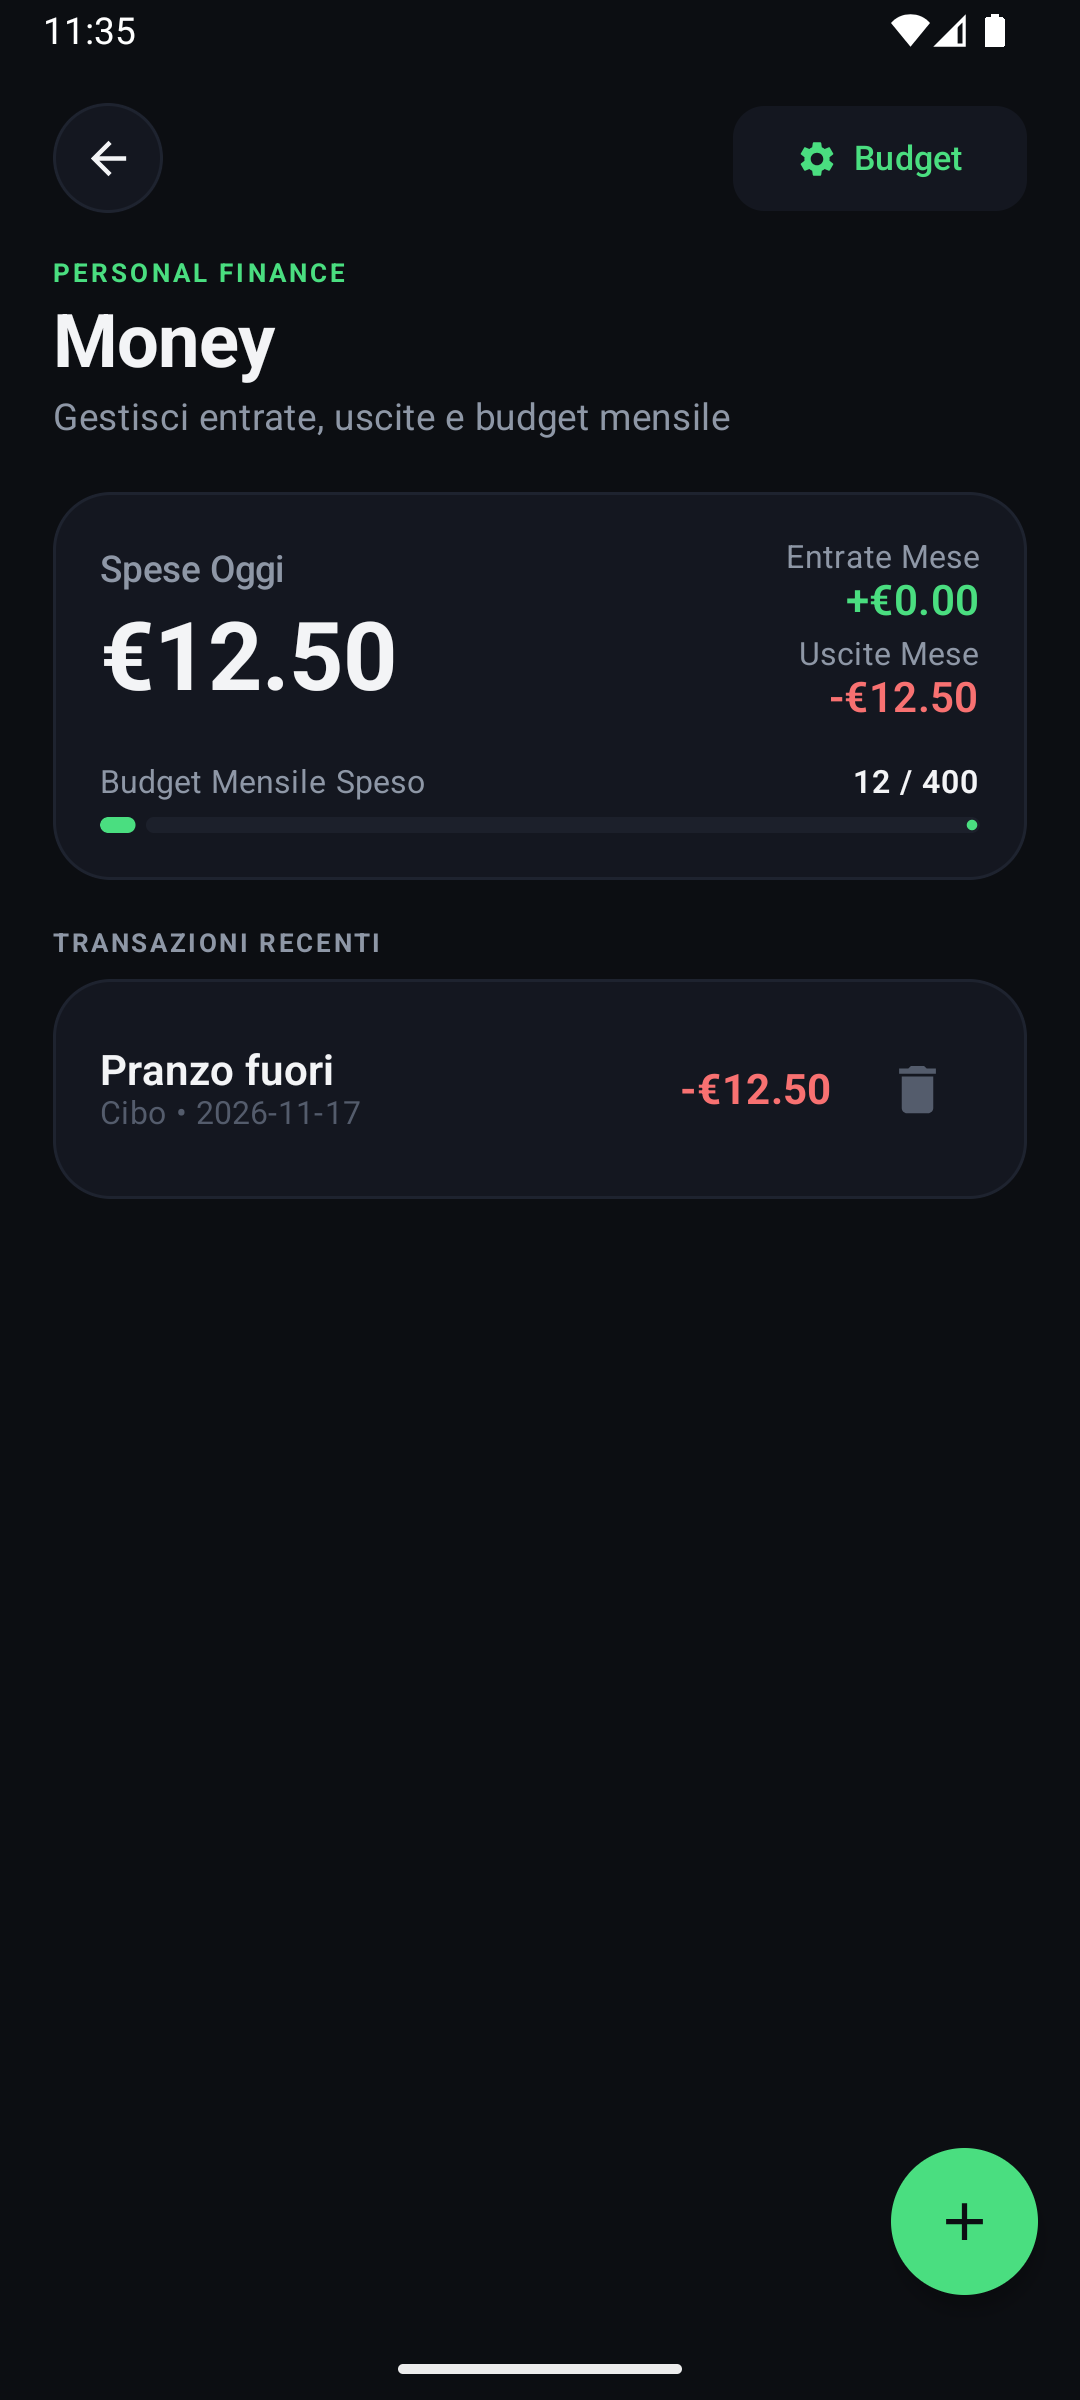 11:35
Budget
PERSONAL FINANCE
Money
Gestisci entrate, uscite e budget mensile
Spese Oggi
€12.50
Entrate Mese
+€0.00
Uscite Mese
-€12.50
Budget Mensile Speso
12 / 400
TRANSAZIONI RECENTI
Pranzo fuori
Cibo • 2026-11-17
-€12.50